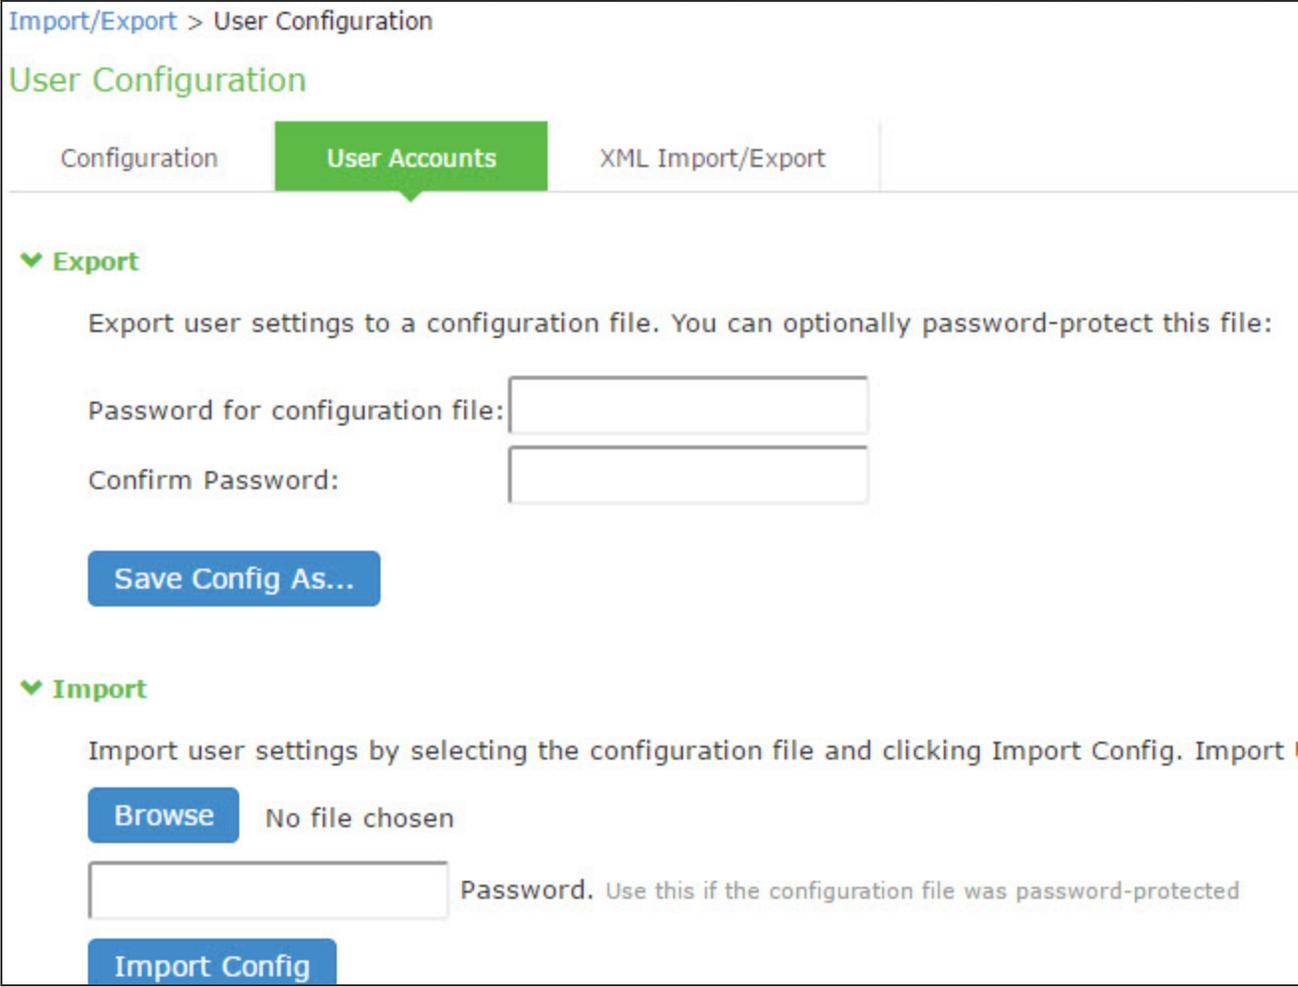 Import/Export > User Configuration
User Configuration
Configuration User Accounts XML Import/Export
Export
Export user settings to a configuration file. You can optionally password-protect this file:
Password for configuration file:
Confirm Password:
Save Config As...
Import
Import user settings by selecting the configuration file and clicking Import Config. Import
Browse No file chosen
Password. Use this if the configuration file was password-protected
Import Config